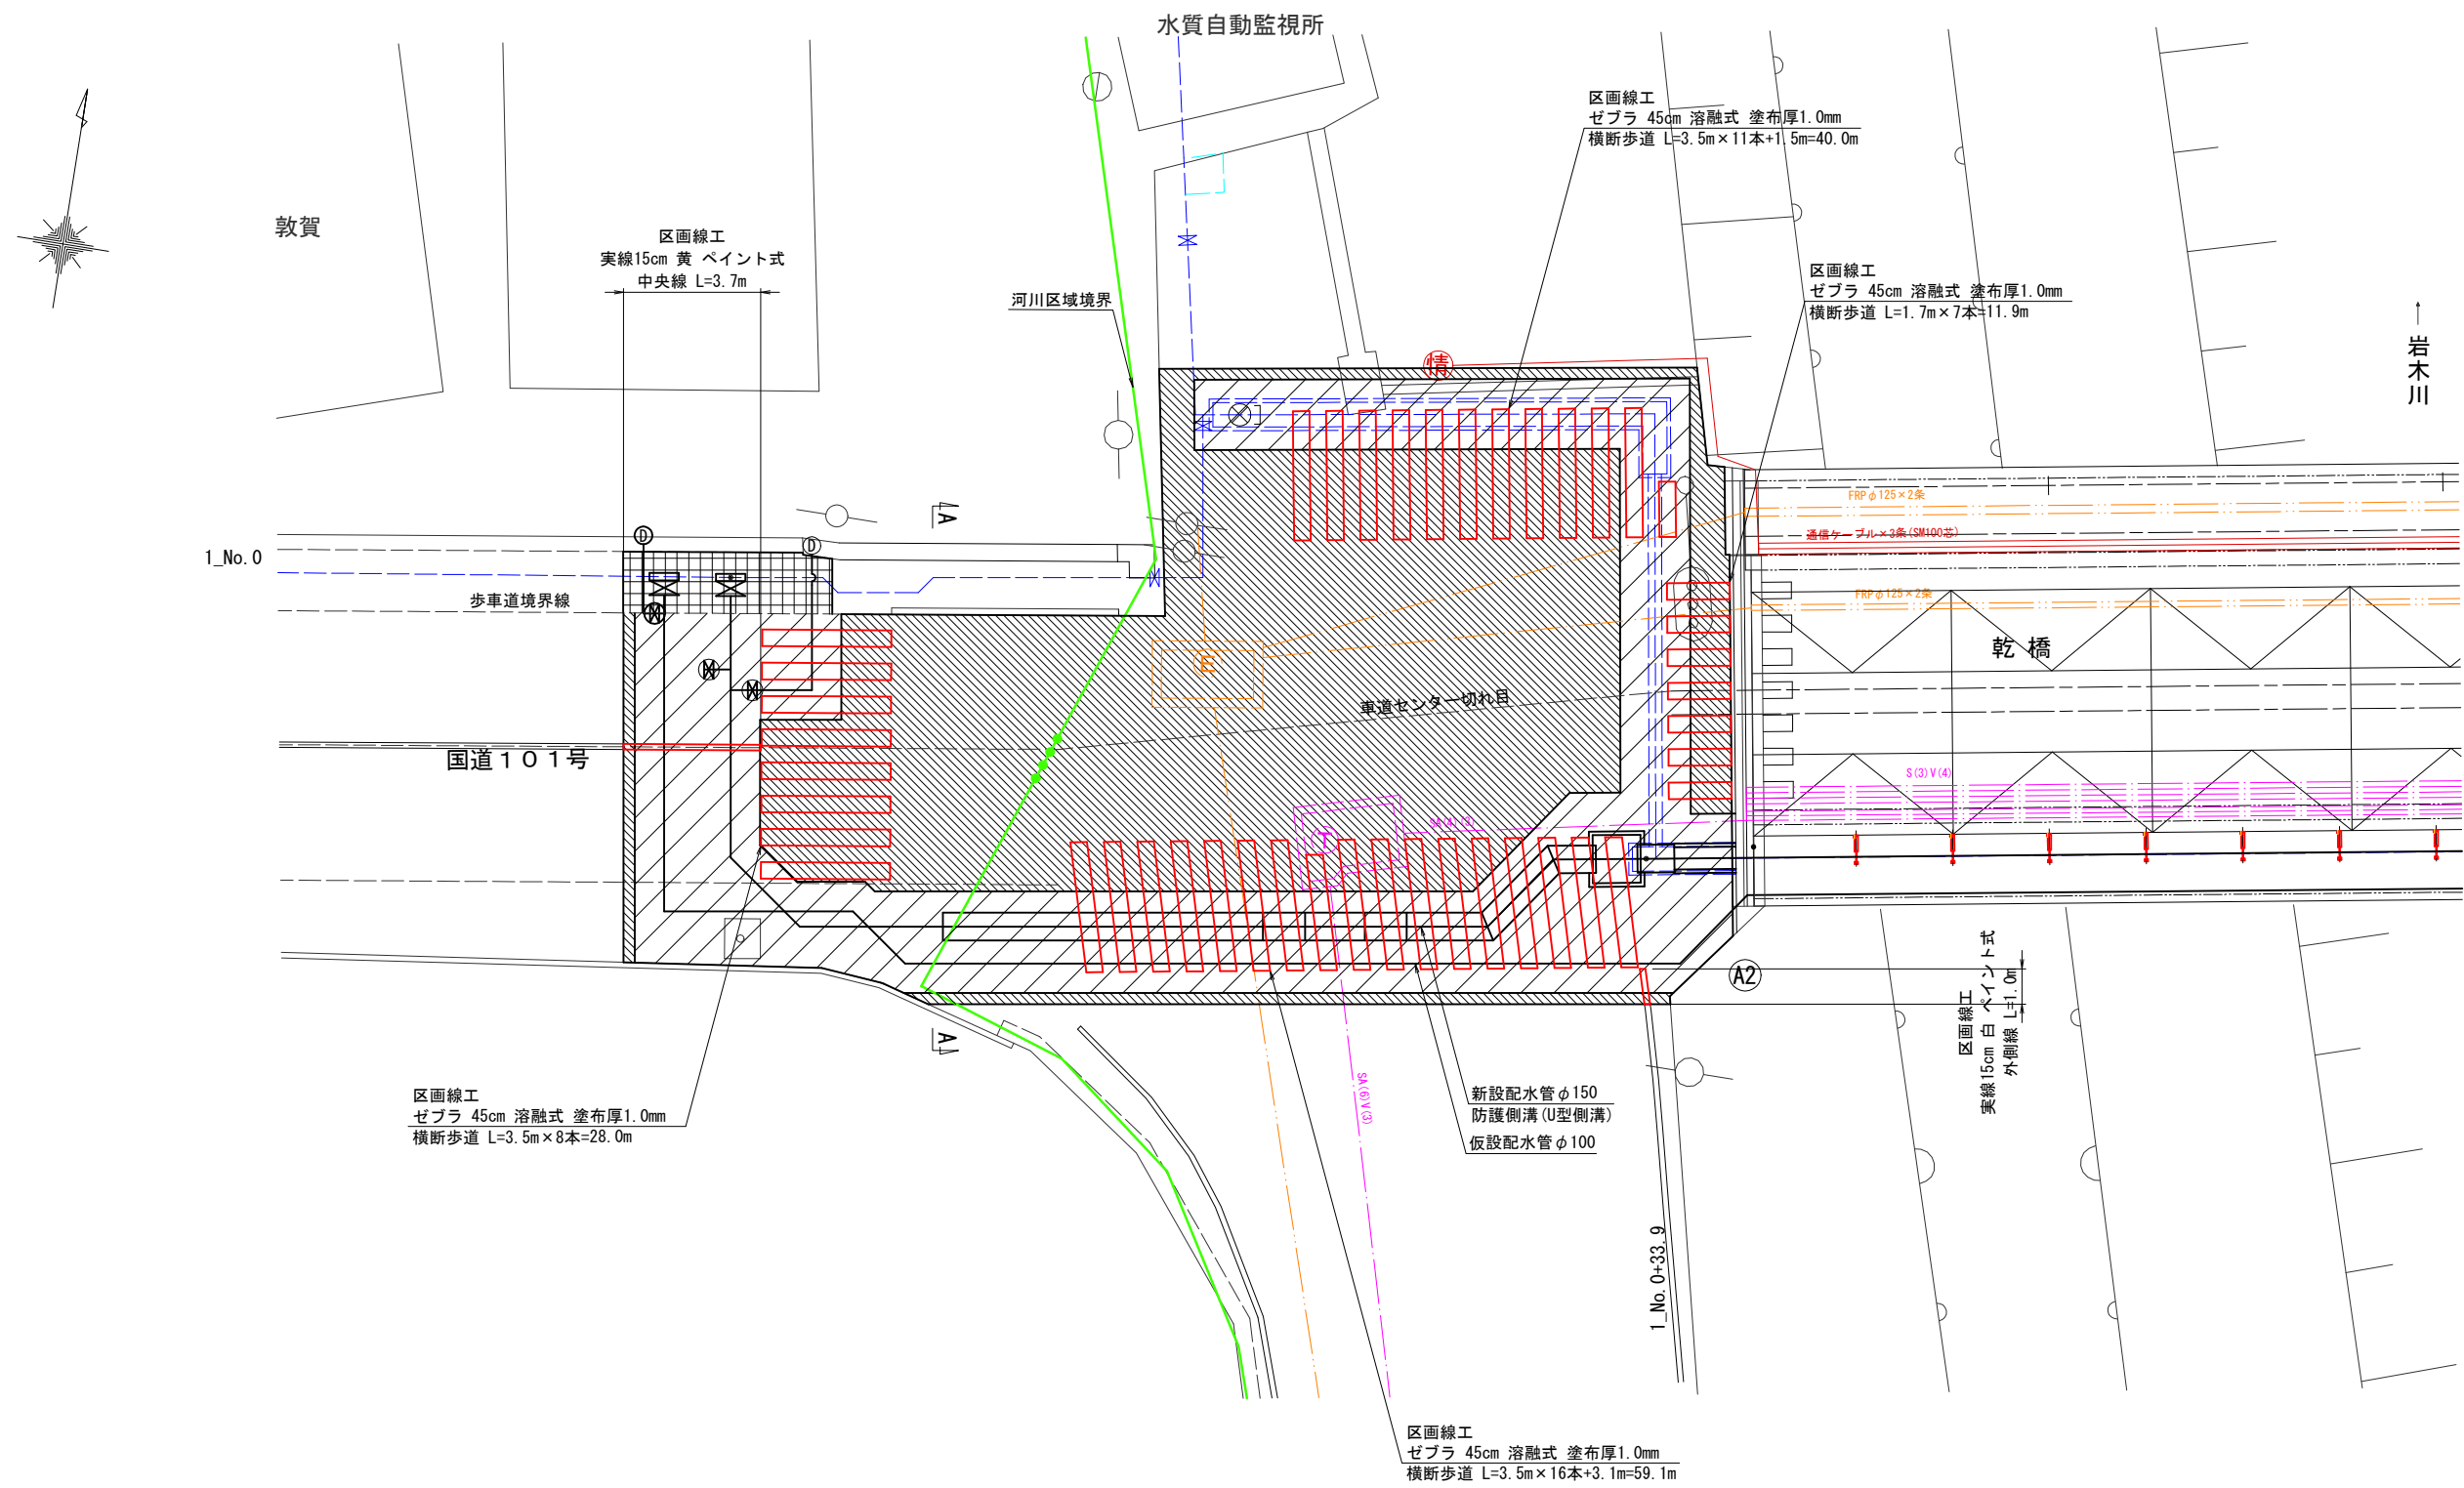 水質自動監視所
区画線工
ゼブラ 45cm 溶融式 塗布厚1.0mm
横断歩道 L=3.5m×11本+1.5m=40.0m
敦賀
区画線工
実線15cm 黄 ペイント式
中央線 L=3.7m
河川区域境界
区画線工
ゼブラ 45cm 溶融式 塗布厚1.0mm
横断歩道 L=1.7m×7本=11.9m
岩木川
情
FRPφ125×2条
通信ケーブル×3条(SM100芯)
FRPφ125×2条
A
D
D
1_No.0
歩車道境界線
M
M
M
E
乾 橋
車道センター切れ目
国道101号
S(3)V(4)
T
SA(4)(3)
A2
A
区画線工
実線15cm 白 ペイント式
外側線 L=1.0m
区画線工
ゼブラ 45cm 溶融式 塗布厚1.0mm
横断歩道 L=3.5m×8本=28.0m
SA(6)V(3)
新設配水管φ150
防護側溝(U型側溝)
仮設配水管φ100
1_No.0+33.9
区画線工
ゼブラ 45cm 溶融式 塗布厚1.0mm
横断歩道 L=3.5m×16本+3.1m=59.1m